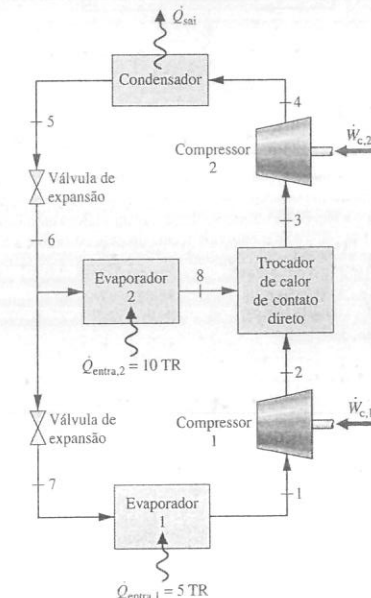 Q̇sai
Condensador
4
5
Compressor
2
Ẇc,2
Válvula de
expansão
6
3
Evaporador
2
8
Trocador
de calor
de contato
direto
Q̇entra,2 = 10 TR
2
Válvula de
expansão
Compressor
1
Ẇc,1
7
1
Evaporador
1
Q̇entra,1 = 5 TR